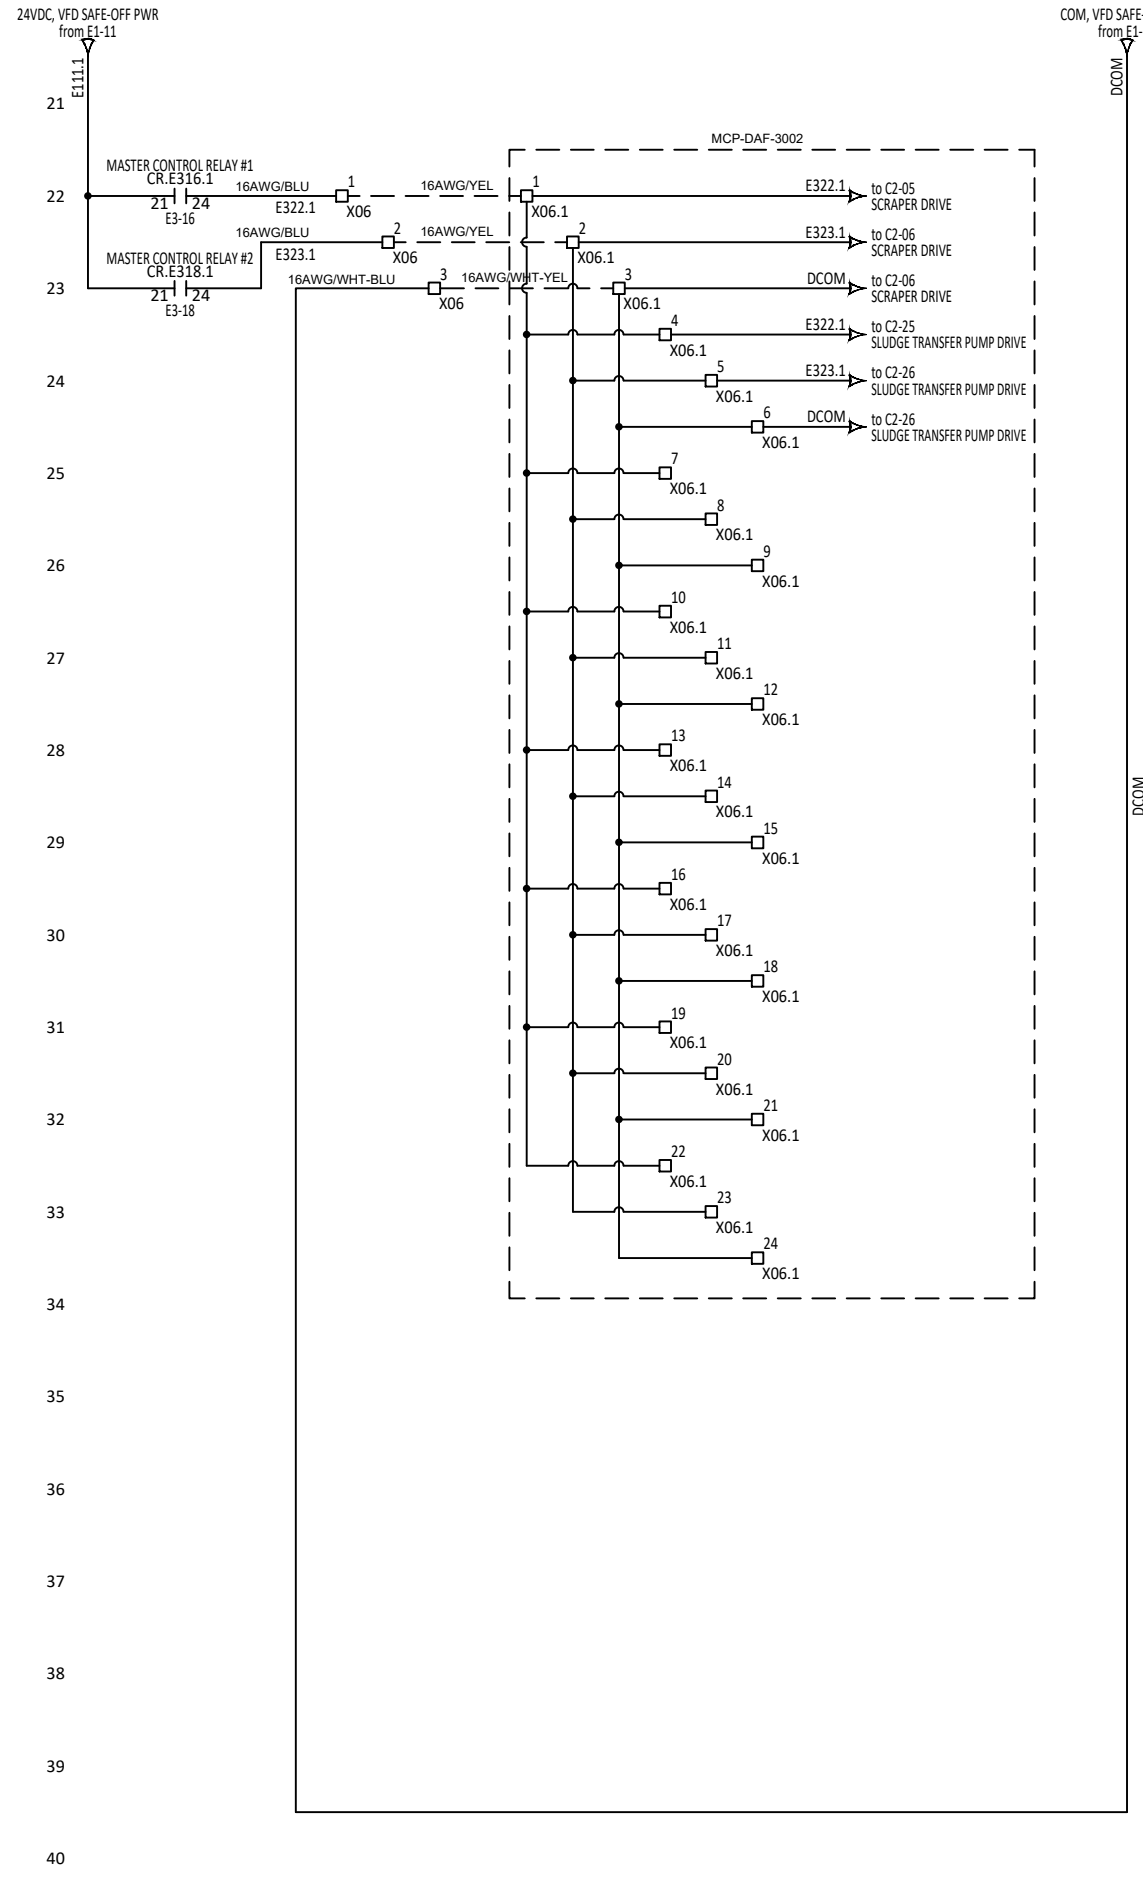 24VDC, VFD SAFE-OFF PWR
from E1-11
COM, VFD SAFE-
from E1-
E111.1
DCOM
21
MCP-DAF-3002
MASTER CONTROL RELAY #1
CR.E316.1
22
21 24
E3-16
16AWG/BLU
E322.1
1
X06
16AWG/YEL
1
X06.1
E322.1
to C2-05
SCRAPER DRIVE
16AWG/BLU
E323.1
2
X06
16AWG/YEL
2
X06.1
E323.1
to C2-06
SCRAPER DRIVE
MASTER CONTROL RELAY #2
CR.E318.1
23
21 24
E3-18
16AWG/WHT-BLU
3
X06
16AWG/WHT-YEL
3
X06.1
DCOM
to C2-06
SCRAPER DRIVE
4
X06.1
E322.1
to C2-25
SLUDGE TRANSFER PUMP DRIVE
24
5
X06.1
E323.1
to C2-26
SLUDGE TRANSFER PUMP DRIVE
6
X06.1
DCOM
to C2-26
SLUDGE TRANSFER PUMP DRIVE
25
7
X06.1
8
X06.1
26
9
X06.1
10
X06.1
27
11
X06.1
12
X06.1
28
13
X06.1
14
X06.1
DCOM
29
15
X06.1
16
X06.1
30
17
X06.1
18
X06.1
31
19
X06.1
20
X06.1
32
21
X06.1
22
X06.1
33
23
X06.1
24
X06.1
34
35
36
37
38
39
40